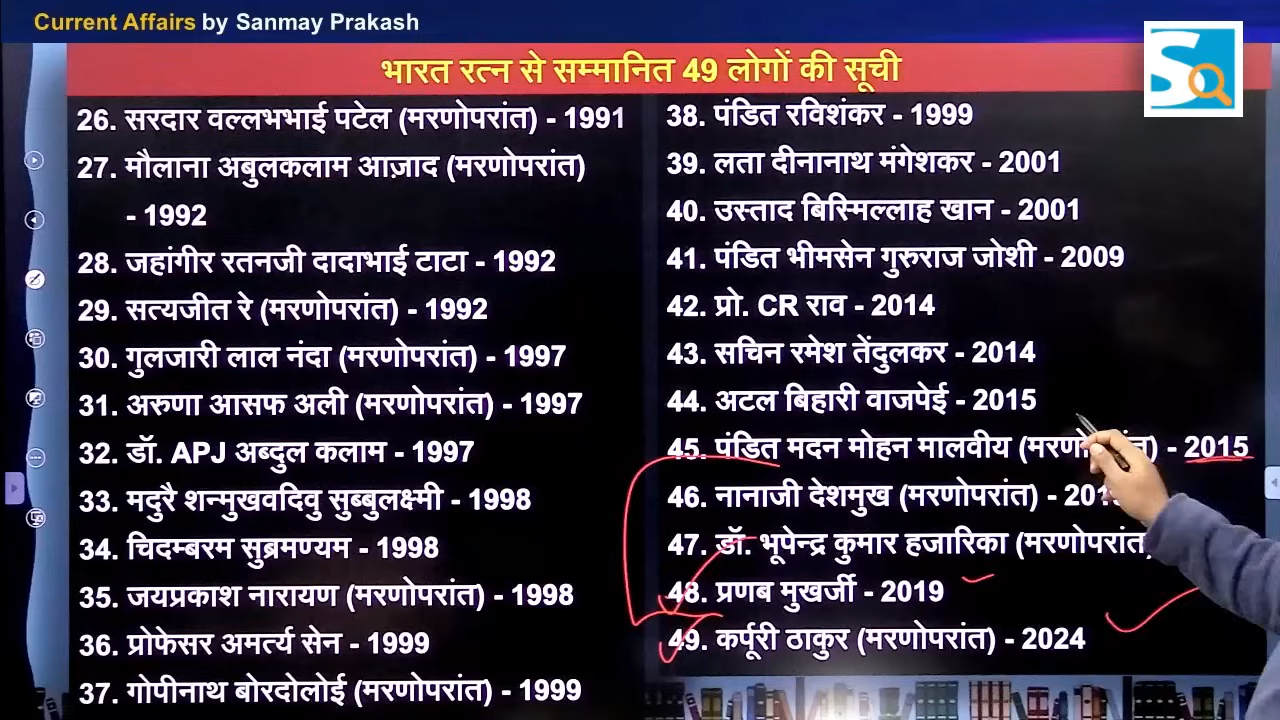 Current Affairs by Sanmay Prakash
भारत रत्न से सम्मानित 49 लोगों की सूची
26. सरदार वल्लभभाई पटेल (मरणोपरांत) - 1991
27. मौलाना अबुलकलाम आज़ाद (मरणोपरांत)
- 1992
28. जहांगीर रतनजी दादाभाई टाटा - 1992
29. सत्यजीत रे (मरणोपरांत) - 1992
30. गुलजारी लाल नंदा (मरणोपरांत) - 1997
31. अरुणा आसफ अली (मरणोपरांत) - 1997
32. डॉ. APJ अब्दुल कलाम - 1997
33. मदुरै शन्मुखवदिवु सुब्बुलक्ष्मी - 1998
34. चिदम्बरम सुब्रमण्यम - 1998
35. जयप्रकाश नारायण (मरणोपरांत) - 1998
36. प्रोफेसर अमर्त्य सेन - 1999
37. गोपीनाथ बोरदोलोई (मरणोपरांत) - 1999
38. पंडित रविशंकर - 1999
39. लता दीनानाथ मंगेशकर - 2001
40. उस्ताद बिस्मिल्लाह खान - 2001
41. पंडित भीमसेन गुरुराज जोशी - 2009
42. प्रो. CR राव - 2014
43. सचिन रमेश तेंदुलकर - 2014
44. अटल बिहारी वाजपेई - 2015
45. पंडित मदन मोहन मालवीय - 2015
46. नानाजी देशमुख (मरणोपरांत) -
47. डॉ. भूपेन्द्र कुमार हजारिका (मरणोपरांत
48. प्रणब मुखर्जी - 2019
49. कर्पूरी ठाकुर (मरणोपरांत) - 2024